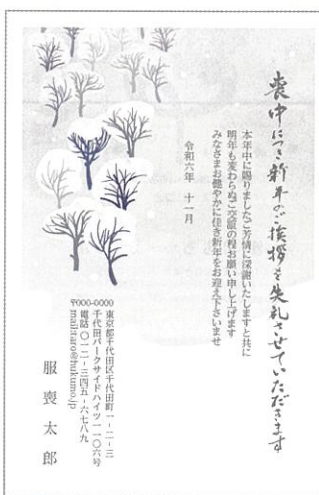 喪中につき新年のご挨拶を失礼させていただきます
本年中に賜りましたご芳情に深謝いたしますと共に
明年も変わらぬご交誼の程お願い申し上げます
みなさまお健やかに佳き新年をお迎え下さいませ
令和六年 十一月
〒000-0000
東京都千代田区千代田町一-二-三
千代田パークサイドハイツ一一〇六号
電話 〇一二-三四五-六七八九
mail:taro@fukumo.jp
服喪太郎